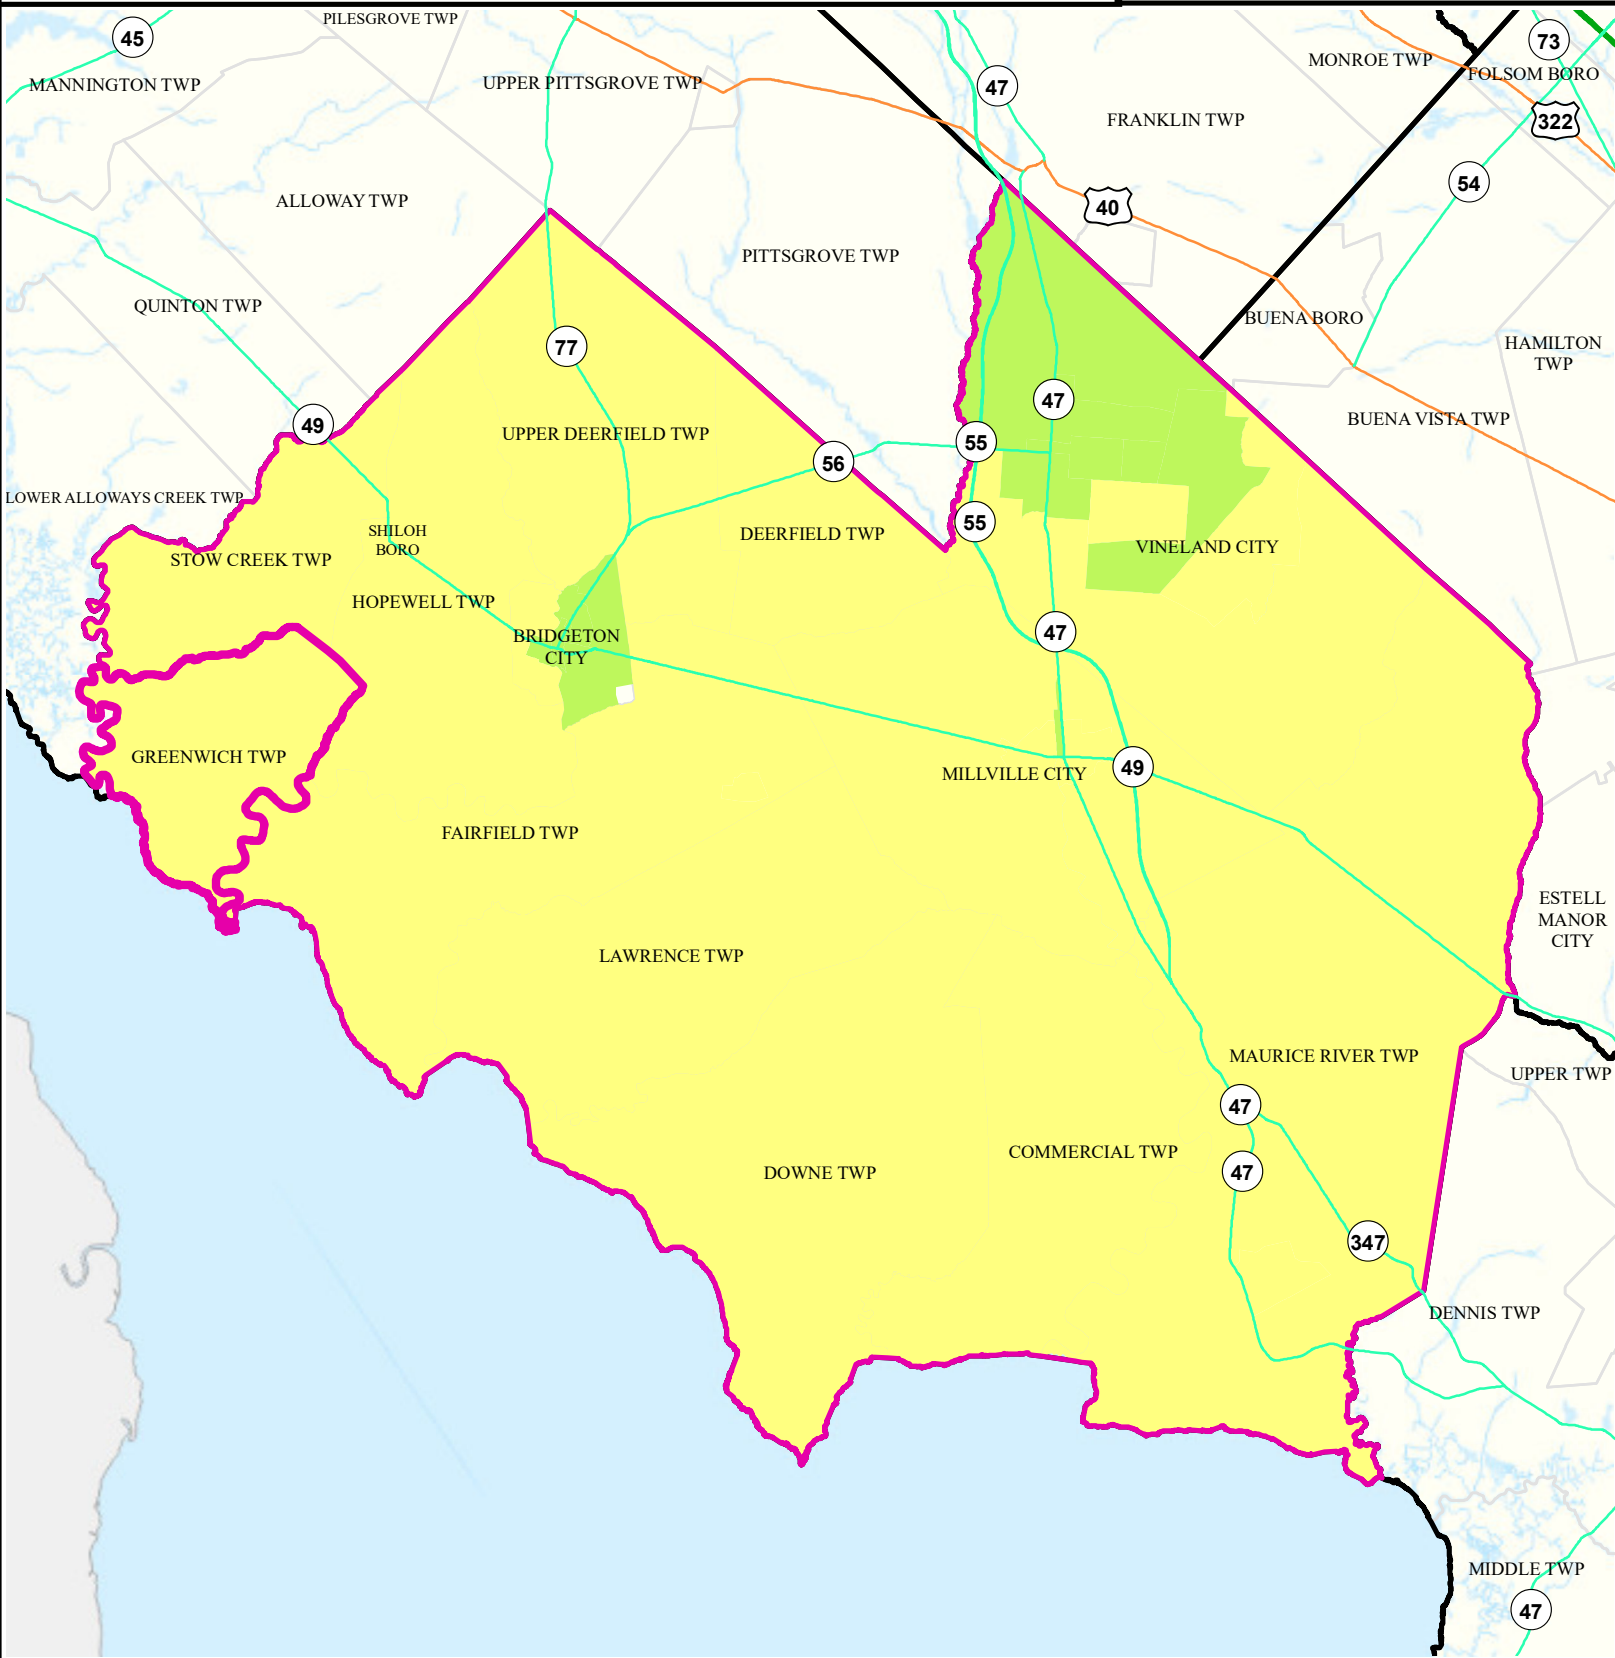 PILESGROVE TWP
45
73
MONROE TWP
FOLSOM BORO
MANNINGTON TWP
UPPER PITTSGROVE TWP
47
FRANKLIN TWP
322
54
ALLOWAY TWP
40
PITTSGROVE TWP
QUINTON TWP
BUENA BORO
HAMILTON
TWP
77
47
BUENA VISTA TWP
49
UPPER DEERFIELD TWP
55
56
LOWER ALLOWAYS CREEK TWP
SHILOH
BORO
DEERFIELD TWP
55
VINELAND CITY
STOW CREEK TWP
HOPEWELL TWP
BRIDGETON
CITY
47
GREENWICH TWP
MILLVILLE CITY
49
FAIRFIELD TWP
ESTELL
MANOR
CITY
LAWRENCE TWP
MAURICE RIVER TWP
UPPER TWP
47
COMMERCIAL TWP
DOWNE TWP
47
347
DENNIS TWP
MIDDLE TWP
47